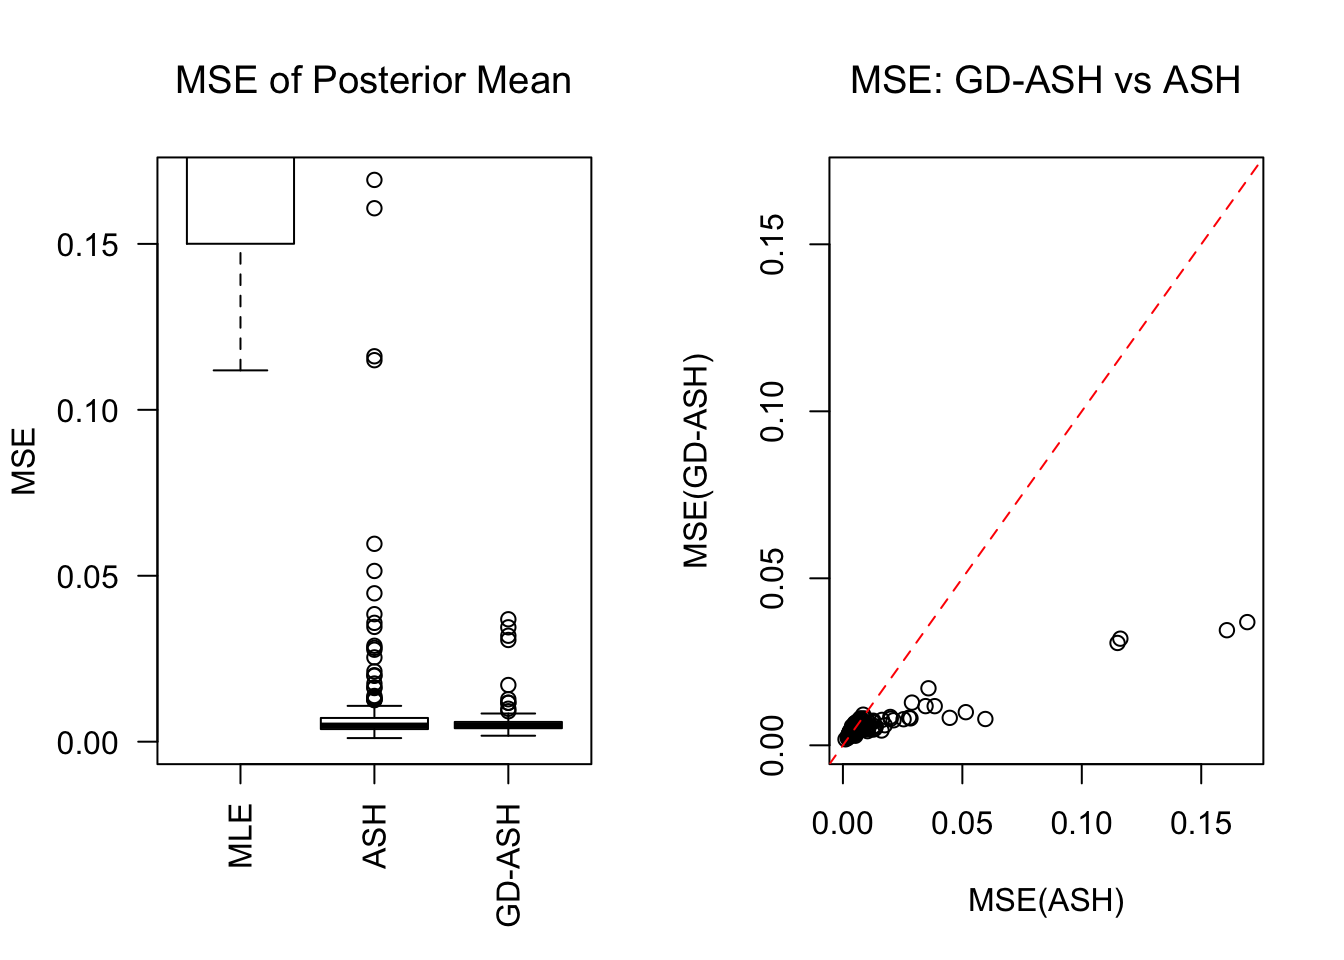 MSE of Posterior Mean
MSE
0.15
0.10
0.05
0.00
MLE
ASH
GD-ASH
MSE: GD-ASH vs ASH
MSE(GD-ASH)
0.15
0.10
0.05
0.00
0.00 0.05 0.10 0.15
MSE(ASH)